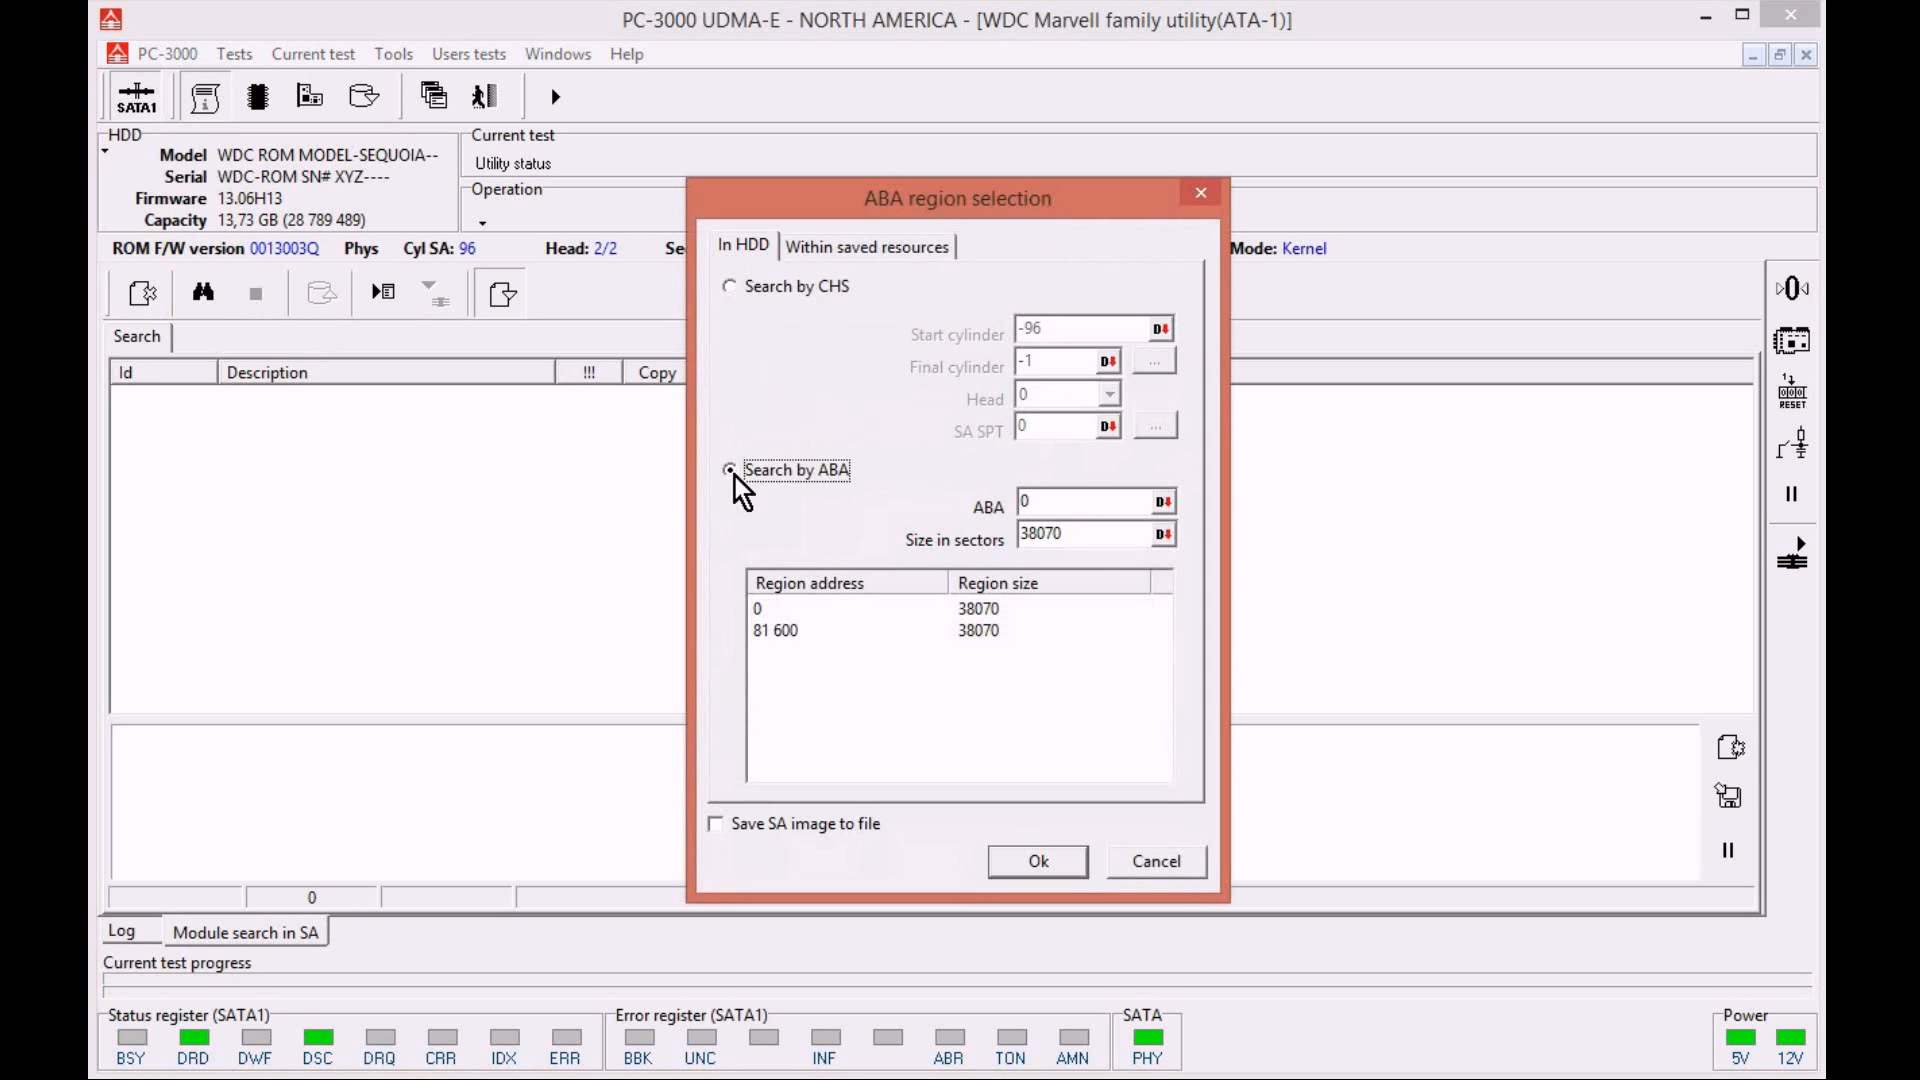 PC-3000 UDMA-E - NORTH AMERICA - [WDC Marvell family utility(ATA-1)]
PC-3000 Tests Current test Tools Users tests Windows Help
SATA1
HDD
Model WDC ROM MODEL-SEQUOIA--
Serial WDC-ROM SN# XYZ----
Firmware 13.06H13
Capacity 13,73 GB (28 789 489)
Current test
Utility status
Operation
ROM F/W version 0013003Q Phys Cyl SA: 96 Head: 2/2 Se Mode: Kernel
Search
Id Description !!! Copy
ABA region selection
In HDD Within saved resources
Search by CHS
Start cylinder -96 D
Final cylinder -1 D ...
Head 0
SA SPT 0 D ...
Search by ABA
ABA 0 D
Size in sectors 38070 D
Region address Region size
0 38070
81 600 38070
Save SA image to file
Ok Cancel
0
1
000
RESET
0
Log Module search in SA
Current test progress
Status register (SATA1) Error register (SATA1) SATA Power
BSY DRD DWF DSC DRQ CRR IDX ERR BBK UNC INF ABR TON AMN PHY 5V 12V